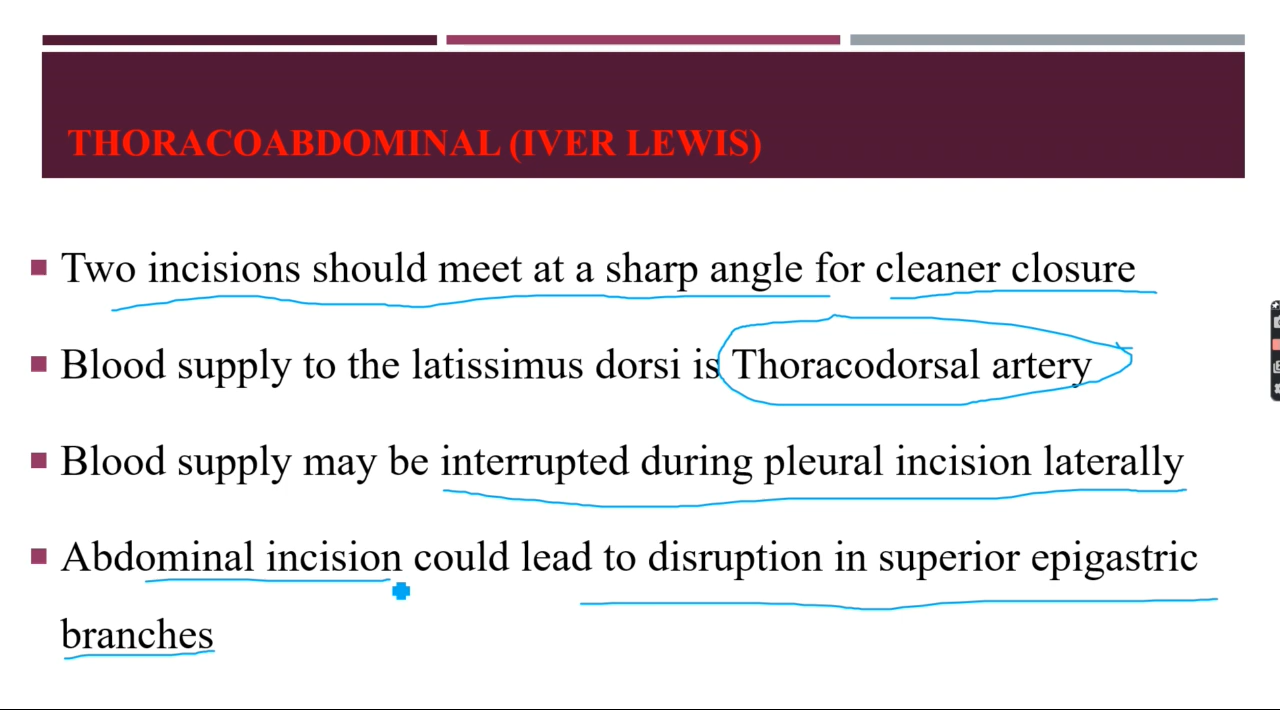 THORACOABDOMINAL (IVER LEWIS)
Two incisions should meet at a sharp angle for cleaner closure
Blood supply to the latissimus dorsi is Thoracodorsal artery
Blood supply may be interrupted during pleural incision laterally
Abdominal incision could lead to disruption in superior epigastric
branches